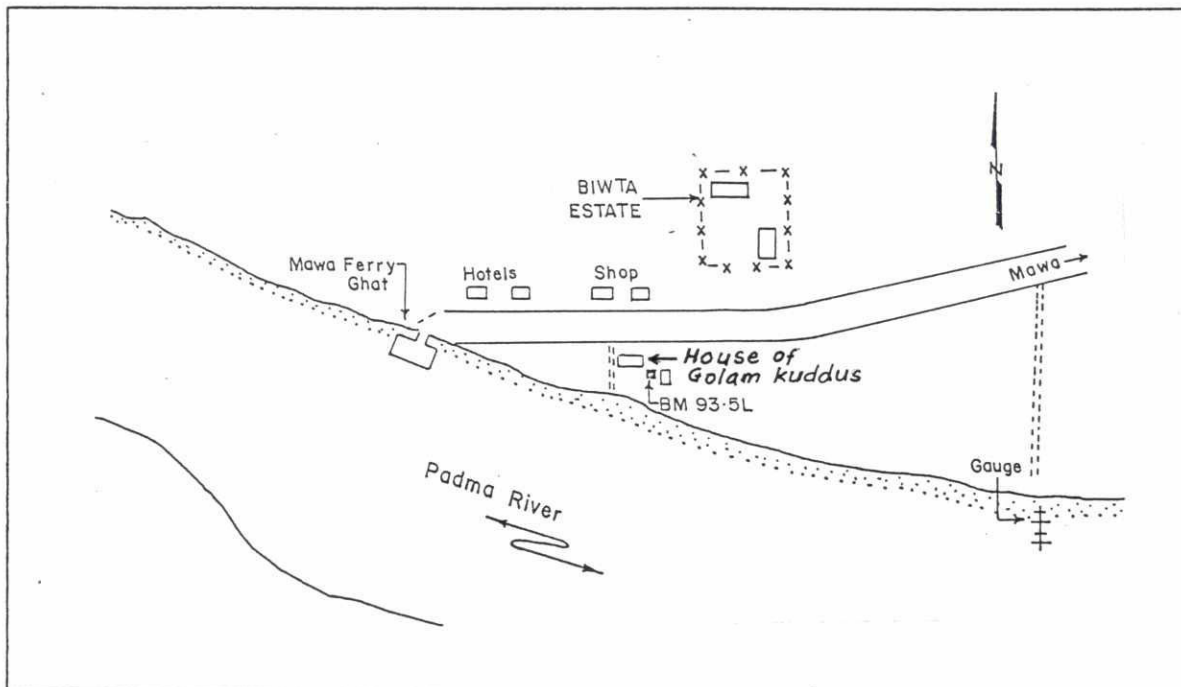 N
BIWTA
ESTATE
Mawa Ferry
Ghat
Hotels
Shop
Mawa
House of
Golam kuddus
BM 93·5L
Gauge
Padma River